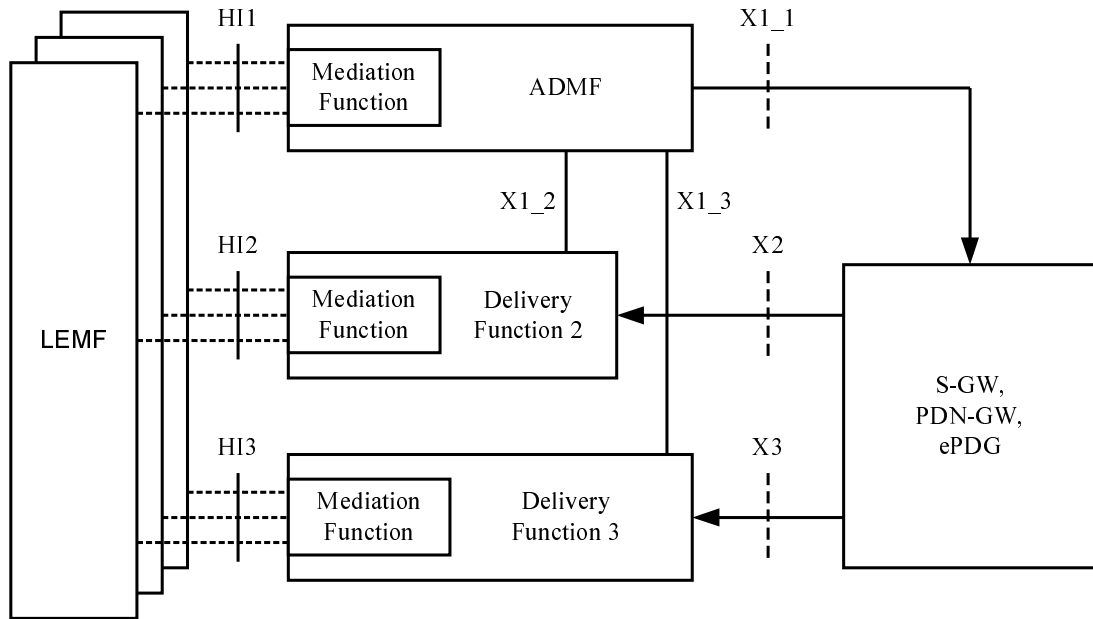 HI1
X1_1
Mediation
Function
ADMF
X1_2
X1_3
HI2
X2
Mediation
Function
Delivery
Function 2
LEMF
S-GW,
PDN-GW,
ePDG
HI3
X3
Mediation
Function
Delivery
Function 3